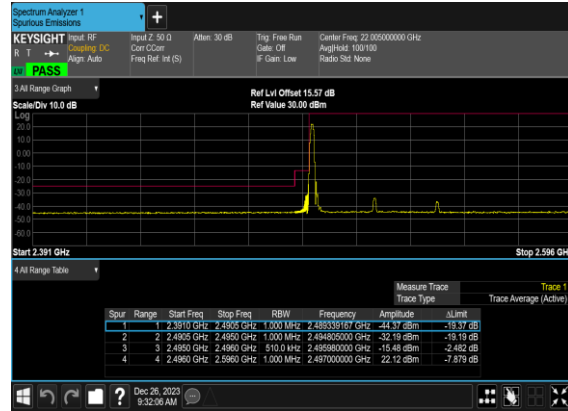 Spectrum Analyzer 1
Spurious Emissions
KEYSIGHT Input: RF Input Z: 50 Ω Atten: 30 dB Trig: Free Run Center Freq: 22.005000000 GHz
R T Coupling: DC Corr CCorr Gate: Off Avg|Hold: 100/100
Align: Auto Freq Ref: Int (S) IF Gain: Low Radio Std: None
LM PASS
3 All Range Graph
Ref Lvl Offset 15.57 dB
Scale/Div 10.0 dB Ref Value 30.00 dBm
Log
20.0
10.0
0.00
-10.0
-20.0
-30.0
-40.0
-50.0
-60.0
Start 2.391 GHz Stop 2.596 GH
4 All Range Table
Measure Trace Trace 1
Trace Type Trace Average (Active)
Spur Range Start Freq Stop Freq RBW Frequency Amplitude ΔLimit
1 1 2.3910 GHz 2.4905 GHz 1.000 MHz 2.489339167 GHz -44.37 dBm -19.37 dB
2 2 2.4905 GHz 2.4950 GHz 1.000 MHz 2.494805000 GHz -32.19 dBm -19.19 dB
3 3 2.4950 GHz 2.4960 GHz 510.0 kHz 2.495980000 GHz -15.48 dBm -2.482 dB
4 4 2.4960 GHz 2.5960 GHz 1.000 MHz 2.497000000 GHz 22.12 dBm -7.879 dB
? Dec 26, 2023
9:32:06 AM